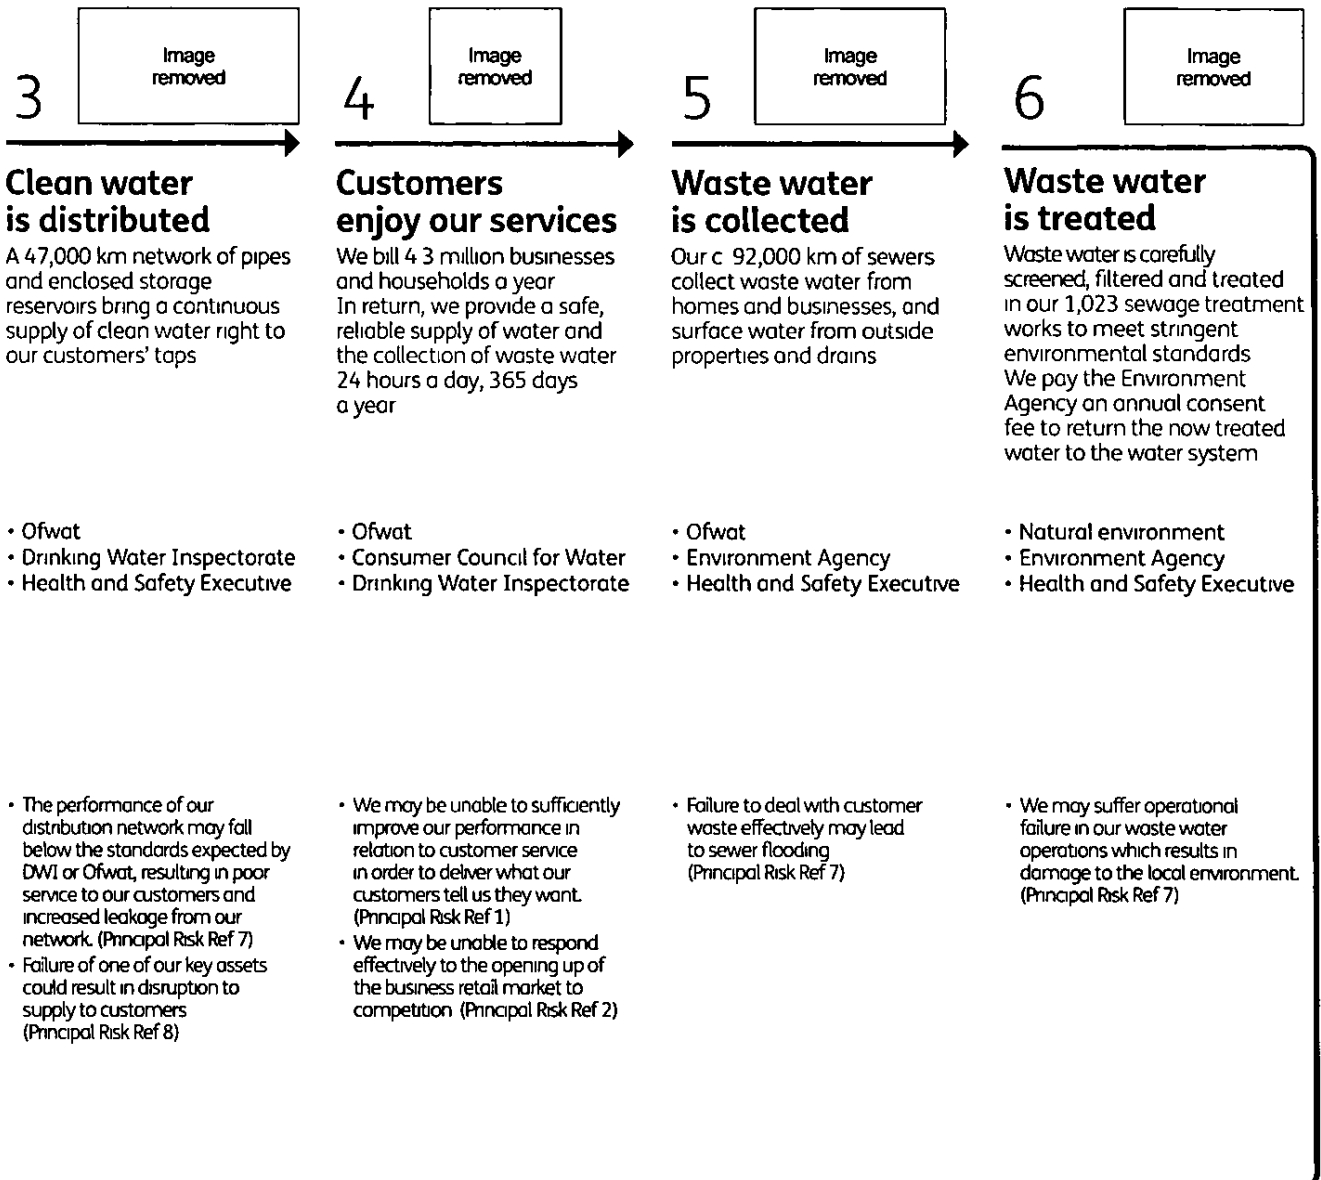 3
Image
removed
Clean water
is distributed
A 47,000 km network of pipes
and enclosed storage
reservoirs bring a continuous
supply of clean water right to
our customers' taps
• Ofwat
• Drinking Water Inspectorate
• Health and Safety Executive
• The performance of our
distribution network may fall
below the standards expected by
DWI or Ofwat, resulting in poor
service to our customers and
increased leakage from our
network. (Principal Risk Ref 7)
• Failure of one of our key assets
could result in disruption to
supply to customers
(Principal Risk Ref 8)
4
Image
removed
Customers
enjoy our services
We bill 4 3 million businesses
and households a year
In return, we provide a safe,
reliable supply of water and
the collection of waste water
24 hours a day, 365 days
a year
• Ofwat
• Consumer Council for Water
• Drinking Water Inspectorate
• We may be unable to sufficiently
improve our performance in
relation to customer service
in order to deliver what our
customers tell us they want.
(Principal Risk Ref 1)
• We may be unable to respond
effectively to the opening up of
the business retail market to
competition (Principal Risk Ref 2)
5
Image
removed
Waste water
is collected
Our c 92,000 km of sewers
collect waste water from
homes and businesses, and
surface water from outside
properties and drains
• Ofwat
• Environment Agency
• Health and Safety Executive
• Failure to deal with customer
waste effectively may lead
to sewer flooding
(Principal Risk Ref 7)
6
Image
removed
Waste water
is treated
Waste water is carefully
screened, filtered and treated
in our 1,023 sewage treatment
works to meet stringent
environmental standards
We pay the Environment
Agency an annual consent
fee to return the now treated
water to the water system
• Natural environment
• Environment Agency
• Health and Safety Executive
• We may suffer operational
failure in our waste water
operations which results in
damage to the local environment.
(Principal Risk Ref 7)